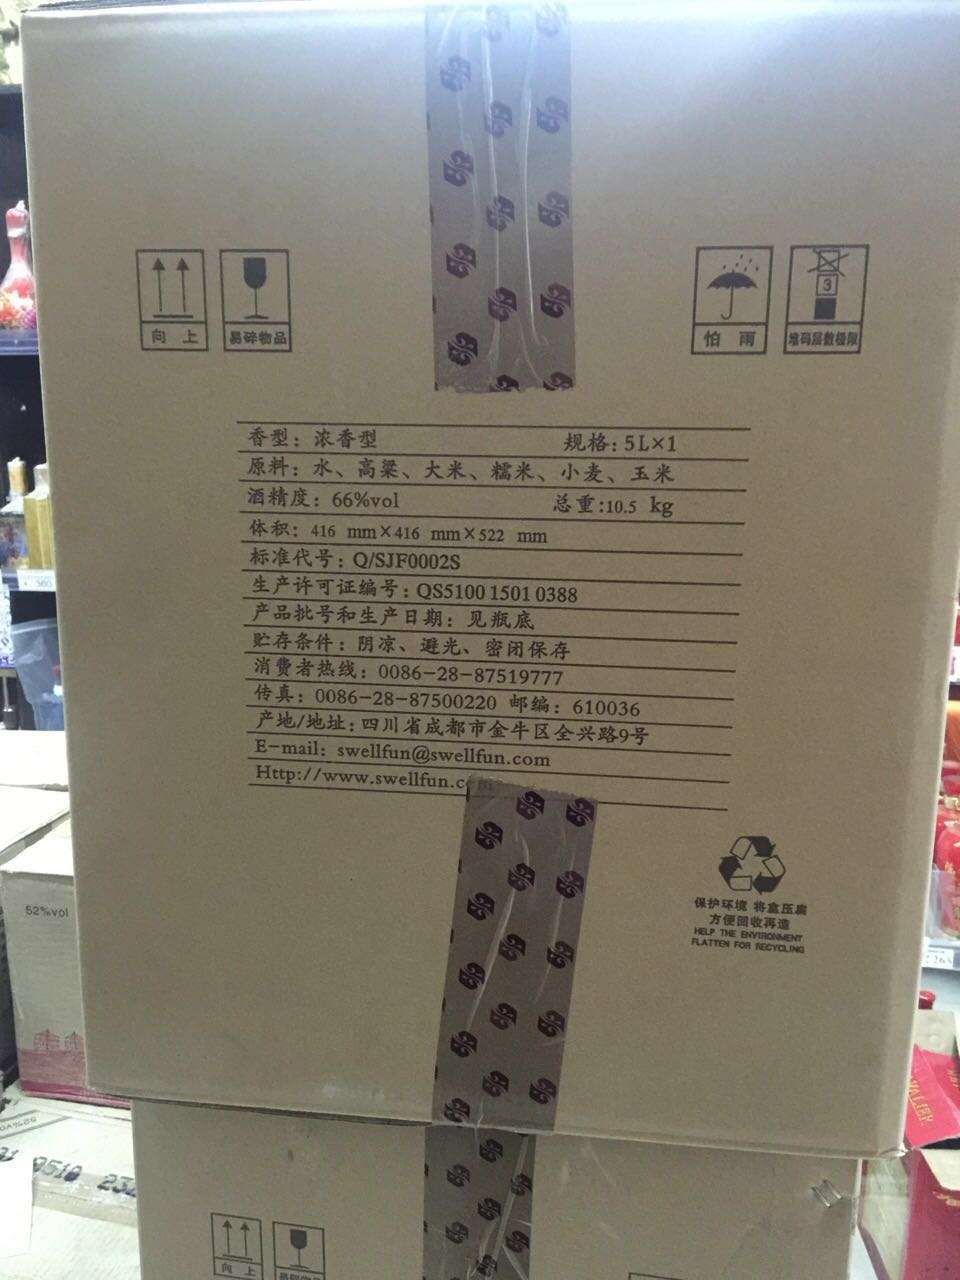 向 上
易碎物品
怕 雨
3
堆码层数极限
香型：浓香型 规格：5L×1
原料：水、高粱、大米、糯米、小麦、玉米
酒精度：66%vol 总重:10.5 kg
体积：416 mm×416 mm×522 mm
标准代号：Q/SJF0002S
生产许可证编号：QS5100 1501 0388
产品批号和生产日期：见瓶底
贮存条件：阴凉、避光、密闭保存
消费者热线：0086-28-87519777
传真：0086-28-87500220 邮编：610036
产地/地址：四川省成都市金牛区全兴路9号
E-mail：swellfun@swellfun.com
Http://www.swellfun.com
保护环境 将盒压扁
方便回收再造
HELP THE ENVIRONMENT
FLATTEN FOR RECYCLING
52%vol
向 上